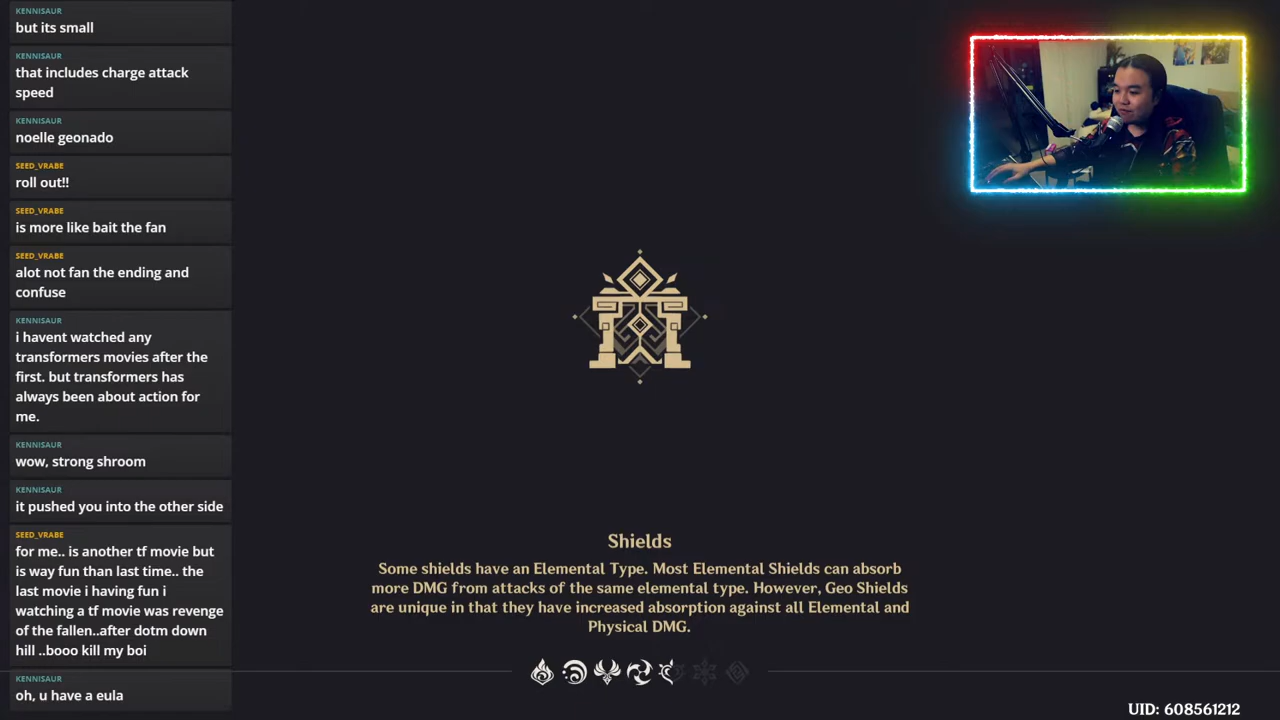 KENNISAUR
but its small
KENNISAUR
that includes charge attack
speed
KENNISAUR
noelle geonado
SEED_VRABE
roll out!!
SEED_VRABE
is more like bait the fan
SEED_VRABE
alot not fan the ending and
confuse
KENNISAUR
i havent watched any
transformers movies after the
first. but transformers has
always been about action for
me.
KENNISAUR
wow, strong shroom
KENNISAUR
it pushed you into the other side
SEED_VRABE
for me.. is another tf movie but
is way fun than last time.. the
last movie i having fun i
watching a tf movie was revenge
of the fallen..after dotm down
hill ..booo kill my boi
KENNISAUR
oh, u have a eula
Shields
Some shields have an Elemental Type. Most Elemental Shields can absorb
more DMG from attacks of the same elemental type. However, Geo Shields
are unique in that they have increased absorption against all Elemental and
Physical DMG.
UID: 608561212